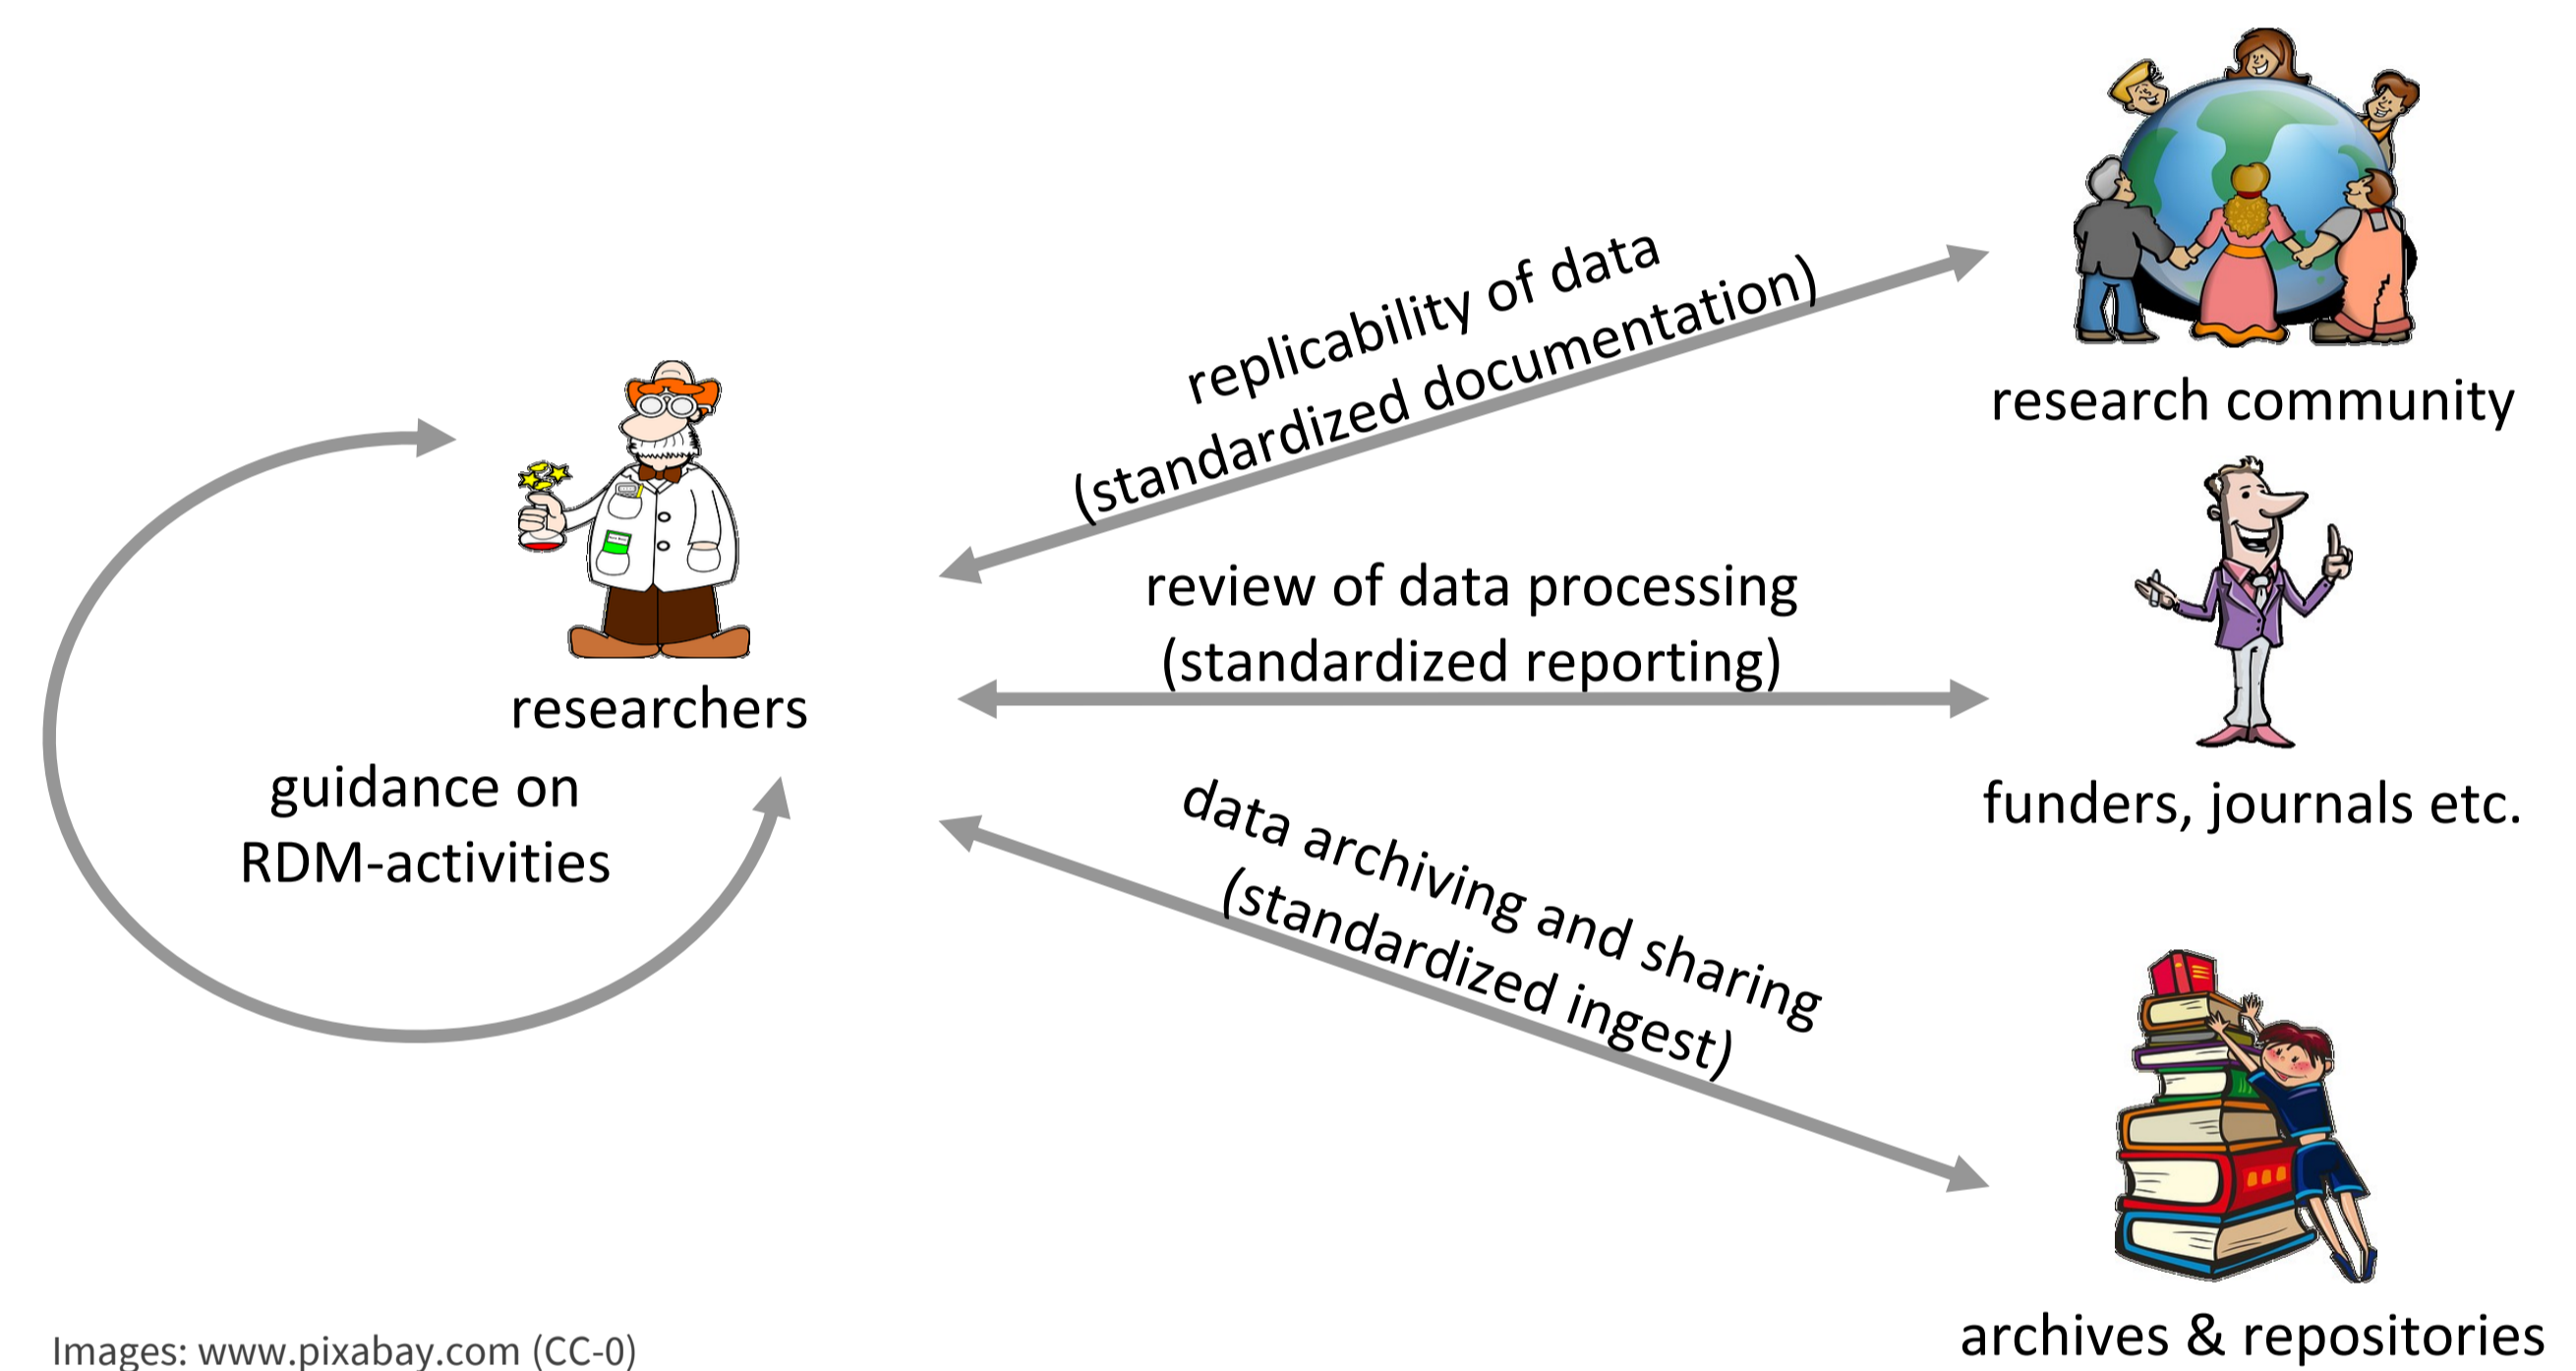 replicability of data
(standardized documentation)
research community
researchers
review of data processing
(standardized reporting)
guidance on
RDM-activities
funders, journals etc.
data archiving and sharing
(standardized ingest)
archives & repositories
Images: www.pixabay.com (CC-0)